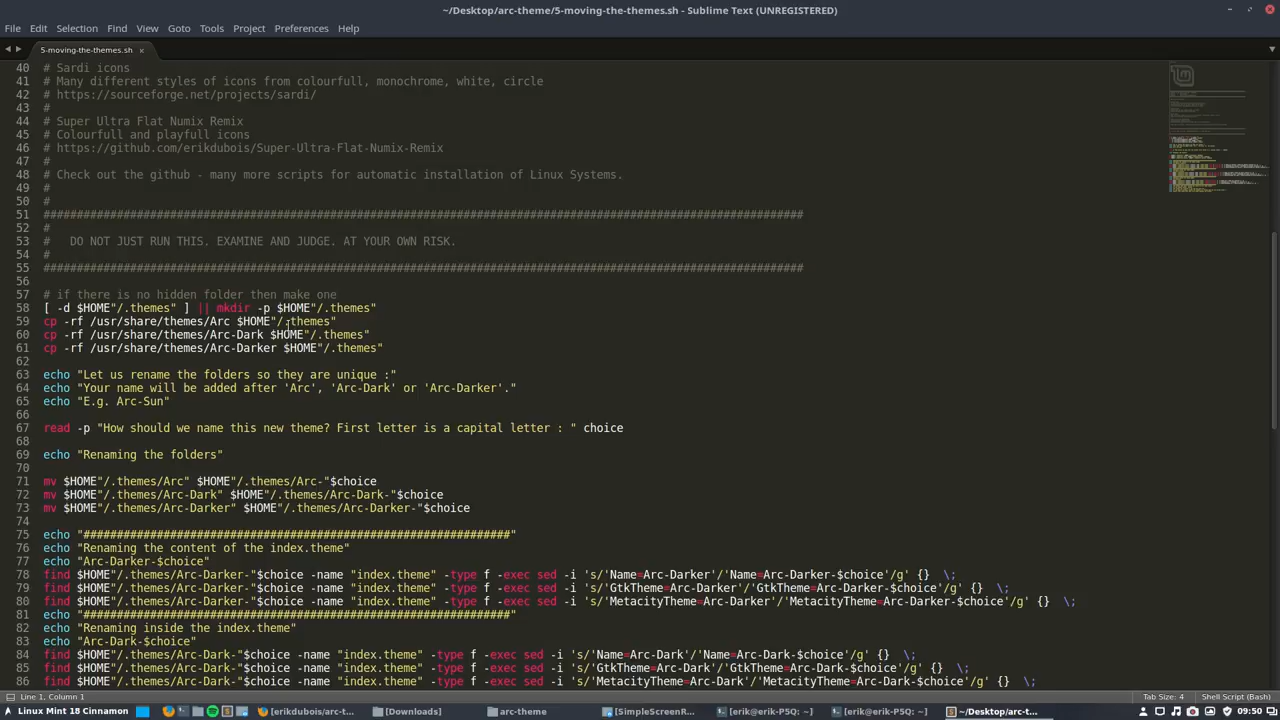 ~/Desktop/arc-theme/5-moving-the-themes.sh - Sublime Text (UNREGISTERED)
File Edit Selection Find View Goto Tools Project Preferences Help
5-moving-the-themes.sh
40 # Sardi icons
41 # Many different styles of icons from colourfull, monochrome, white, circle
42 # https://sourceforge.net/projects/sardi/
43 #
44 # Super Ultra Flat Numix Remix
45 # Colourfull and playfull icons
46 # https://github.com/erikdubois/Super-Ultra-Flat-Numix-Remix
47 #
48 # Check out the github - many more scripts for automatic installation of Linux Systems.
49 #
50 #
51 ##################################################################################################################
52 #
53 #   DO NOT JUST RUN THIS. EXAMINE AND JUDGE. AT YOUR OWN RISK.
54 #
55 ##################################################################################################################
56
57 # if there is no hidden folder then make one
58 [ -d $HOME"/.themes" ] || mkdir -p $HOME"/.themes"
59 cp -rf /usr/share/themes/Arc $HOME"/.themes"
60 cp -rf /usr/share/themes/Arc-Dark $HOME"/.themes"
61 cp -rf /usr/share/themes/Arc-Darker $HOME"/.themes"
62
63 echo "Let us rename the folders so they are unique :"
64 echo "Your name will be added after 'Arc', 'Arc-Dark' or 'Arc-Darker'."
65 echo "E.g. Arc-Sun"
66
67 read -p "How should we name this new theme? First letter is a capital letter : " choice
68
69 echo "Renaming the folders"
70
71 mv $HOME"/.themes/Arc" $HOME"/.themes/Arc-"$choice
72 mv $HOME"/.themes/Arc-Dark" $HOME"/.themes/Arc-Dark-"$choice
73 mv $HOME"/.themes/Arc-Darker" $HOME"/.themes/Arc-Darker-"$choice
74
75 echo "################################################################"
76 echo "Renaming the content of the index.theme"
77 echo "Arc-Darker-$choice"
78 find $HOME"/.themes/Arc-Darker-"$choice -name "index.theme" -type f -exec sed -i 's/'Name=Arc-Darker'/'Name=Arc-Darker-$choice'/g' {}  \;
79 find $HOME"/.themes/Arc-Darker-"$choice -name "index.theme" -type f -exec sed -i 's/'GtkTheme=Arc-Darker'/'GtkTheme=Arc-Darker-$choice'/g' {}  \;
80 find $HOME"/.themes/Arc-Darker-"$choice -name "index.theme" -type f -exec sed -i 's/'MetacityTheme=Arc-Darker'/'MetacityTheme=Arc-Darker-$choice'/g' {}  \;
81 echo "################################################################"
82 echo "Renaming inside the index.theme"
83 echo "Arc-Dark-$choice"
84 find $HOME"/.themes/Arc-Dark-"$choice -name "index.theme" -type f -exec sed -i 's/'Name=Arc-Dark'/'Name=Arc-Dark-$choice'/g' {}  \;
85 find $HOME"/.themes/Arc-Dark-"$choice -name "index.theme" -type f -exec sed -i 's/'GtkTheme=Arc-Dark'/'GtkTheme=Arc-Dark-$choice'/g' {}  \;
86 find $HOME"/.themes/Arc-Dark-"$choice -name "index.theme" -type f -exec sed -i 's/'MetacityTheme=Arc-Dark'/'MetacityTheme=Arc-Dark-$choice'/g' {}  \;
Line 1, Column 1 Tab Size: 4 Shell Script (Bash)
Linux Mint 18 Cinnamon [erikdubois/arc-t... [Downloads] arc-theme [SimpleScreenR... [erik@erik-P5Q: ~] [erik@erik-P5Q: ~] ~/Desktop/arc-t... 09:50